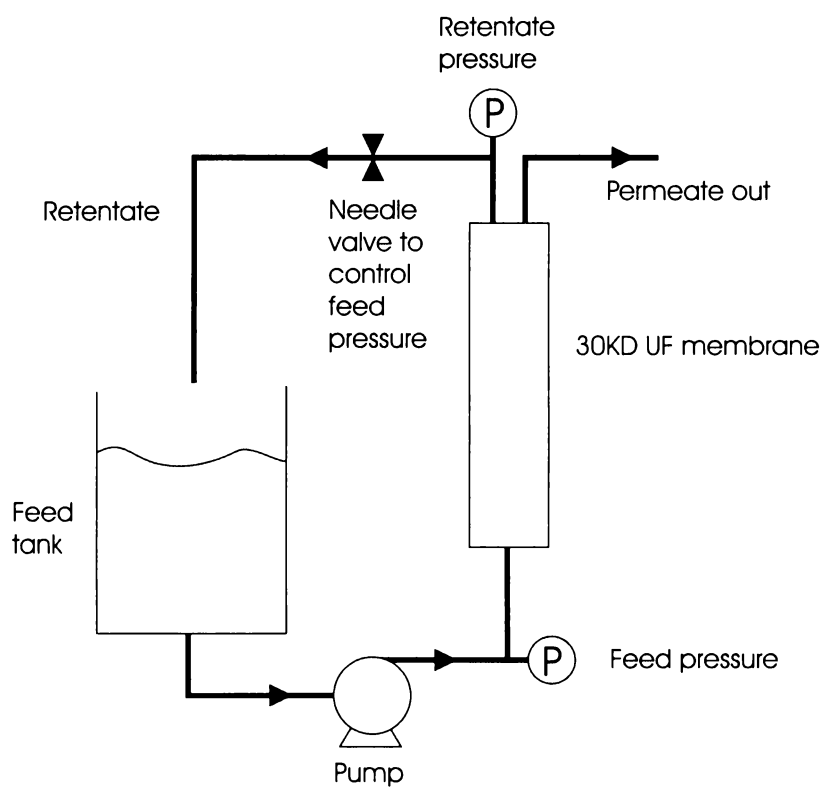 Retentate
pressure
P
Permeate out
Retentate
Needle
valve to
control
feed
pressure
30KD UF membrane
Feed
tank
P
Feed pressure
Pump